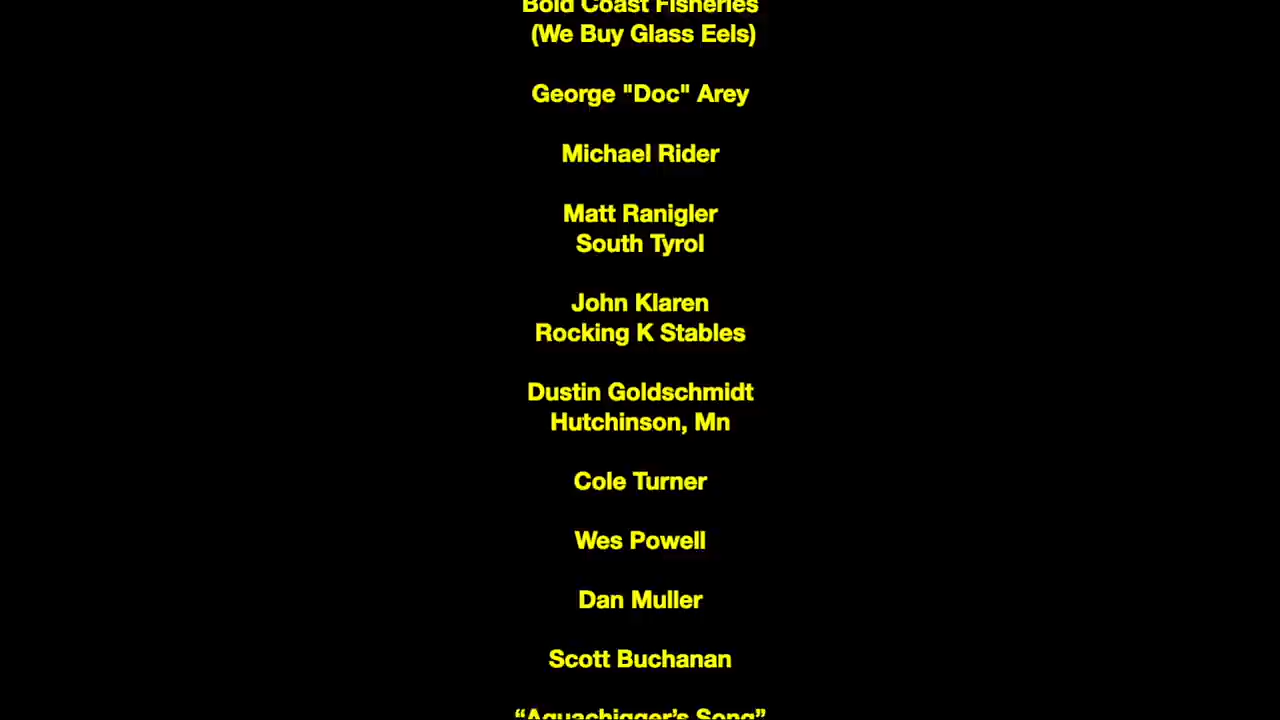 Bold Coast Fisheries
(We Buy Glass Eels)
George "Doc" Arey
Michael Rider
Matt Ranigler
South Tyrol
John Klaren
Rocking K Stables
Dustin Goldschmidt
Hutchinson, Mn
Cole Turner
Wes Powell
Dan Muller
Scott Buchanan
“Aquachigger’s Song”